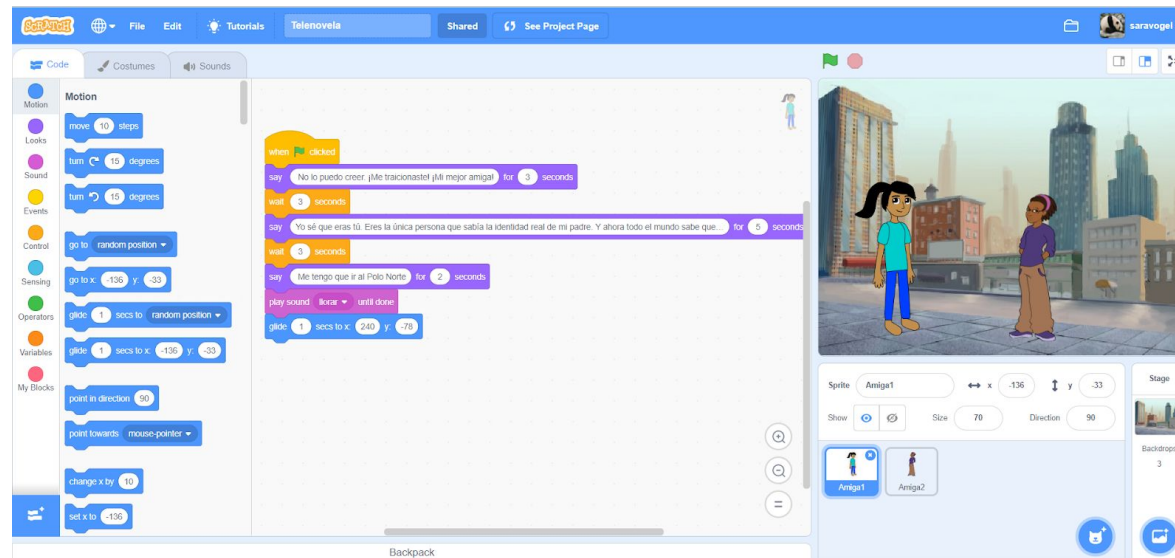 SCRATCH File Edit Tutorials Telenovela Shared See Project Page saravogel
Code Costumes Sounds
Motion
Looks
Sound
Events
Control
Sensing
Operators
Variables
My Blocks
Motion
move 10 steps
turn 15 degrees
turn 15 degrees
go to random position
go to x: -136 y: -33
glide 1 secs to random position
glide 1 secs to x: -136 y: -33
point in direction 90
point towards mouse-pointer
change x by 10
set x to -136
when clicked
say No lo puedo creer. ¡Me traicionaste! ¡Mi mejor amiga! for 3 seconds
wait 3 seconds
say Yo sé que eras tú. Eres la única persona que sabía la identidad real de mi padre. Y ahora todo el mundo sabe que... for 5 seconds
wait 3 seconds
say Me tengo que ir al Polo Norte for 2 seconds
play sound llorar until done
glide 1 secs to x: 240 y: -78
=
Backpack
Sprite Amiga1 x -136 y -33
Show Size 70 Direction 90
Amiga1 Amiga2
Stage
Backdrops
3